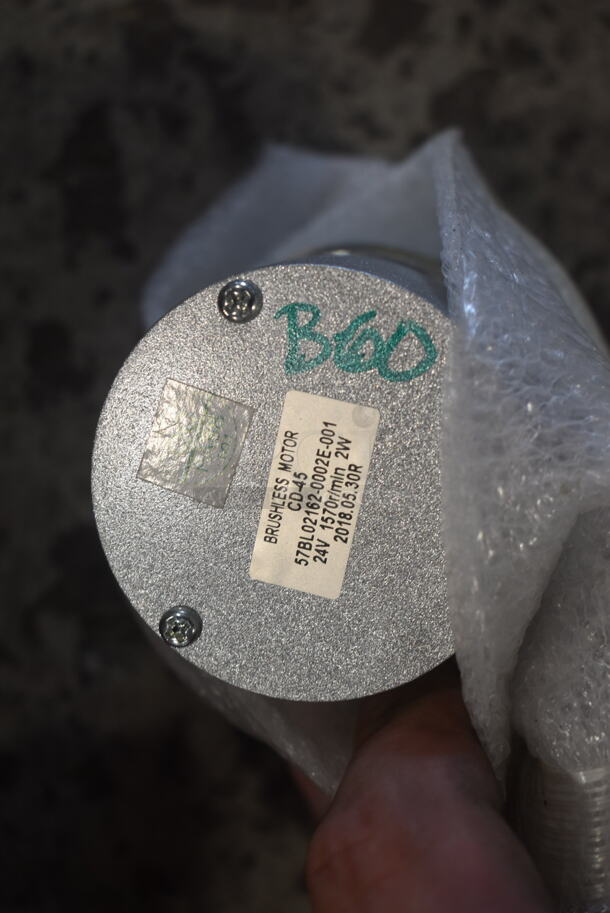 B60
BRUSHLESS MOTOR
CD-45
57BL02162-0002E-001
24V 1570r/min 2W
2018.05.30R